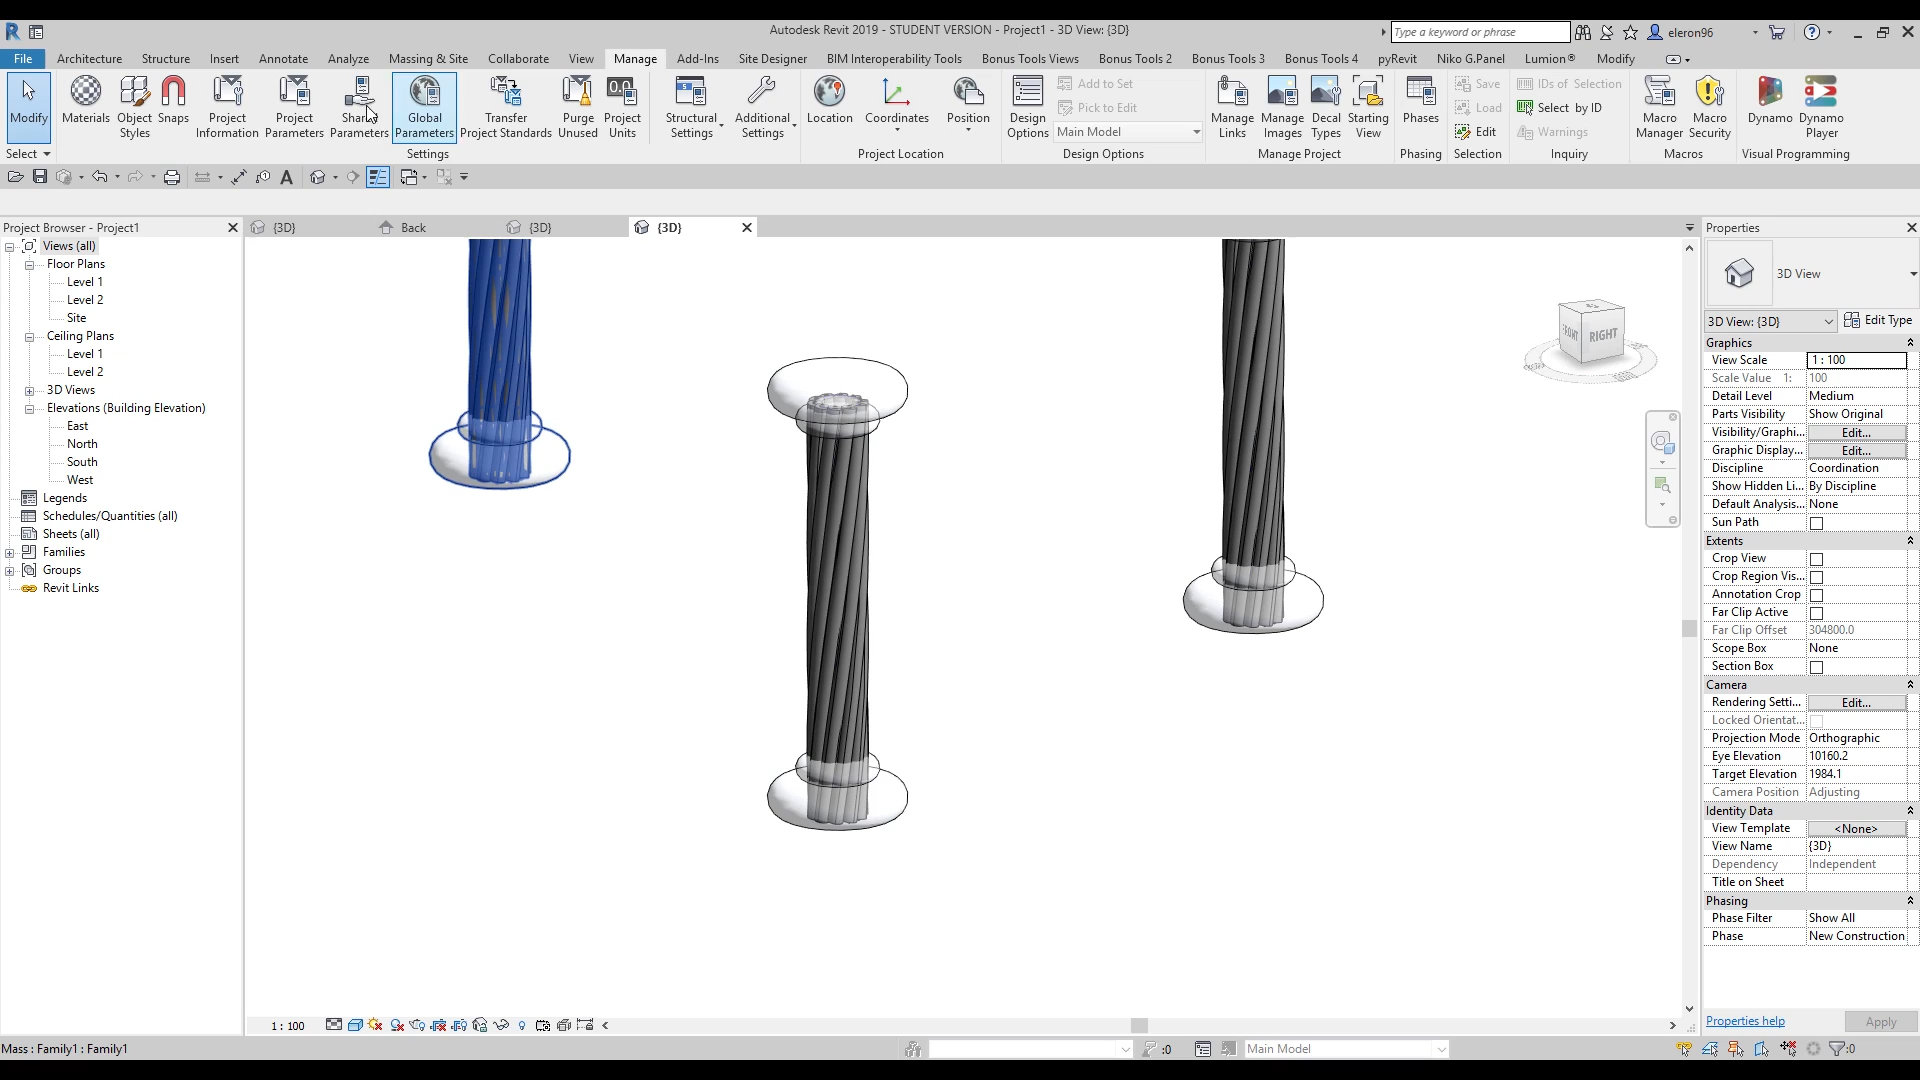 Autodesk Revit 2019 - STUDENT VERSION - Project1 - 3D View: {3D}
Type a keyword or phrase
eleron96
File Architecture Structure Insert Annotate Analyze Massing & Site Collaborate View Manage Add-Ins Site Designer BIM Interoperability Tools Bonus Tools Views Bonus Tools 2 Bonus Tools 3 Bonus Tools 4 pyRevit Niko G.Panel Lumion® Modify
Modify
Materials
Object Styles
Snaps
Project Information
Project Parameters
Shared Parameters
Global Parameters
Transfer Project Standards
Purge Unused
Project Units
Structural Settings
Additional Settings
Location
Coordinates
Position
Design Options
Add to Set
Pick to Edit
Main Model
Manage Links
Manage Images
Decal Types
Starting View
Phases
Save
Load
Edit
IDs of Selection
Select by ID
Warnings
Macro Manager
Macro Security
Dynamo
Dynamo Player
Select Settings Project Location Design Options Manage Project Phasing Selection Inquiry Macros Visual Programming
Project Browser - Project1
Views (all)
Floor Plans
Level 1
Level 2
Site
Ceiling Plans
Level 1
Level 2
3D Views
Elevations (Building Elevation)
East
North
South
West
Legends
Schedules/Quantities (all)
Sheets (all)
Families
Groups
Revit Links
{3D} Back {3D} {3D}
FRONT RIGHT
Properties
3D View
3D View: {3D} Edit Type
Graphics
View Scale 1 : 100
Scale Value 1: 100
Detail Level Medium
Parts Visibility Show Original
Visibility/Graphi... Edit...
Graphic Display... Edit...
Discipline Coordination
Show Hidden Li... By Discipline
Default Analysis... None
Sun Path
Extents
Crop View
Crop Region Vis...
Annotation Crop
Far Clip Active
Far Clip Offset 304800.0
Scope Box None
Section Box
Camera
Rendering Setti... Edit...
Locked Orientat...
Projection Mode Orthographic
Eye Elevation 10160.2
Target Elevation 1984.1
Camera Position Adjusting
Identity Data
View Template <None>
View Name {3D}
Dependency Independent
Title on Sheet
Phasing
Phase Filter Show All
Phase New Construction
Properties help Apply
1 : 100
Mass : Family1 : Family1
:0
Main Model
:0